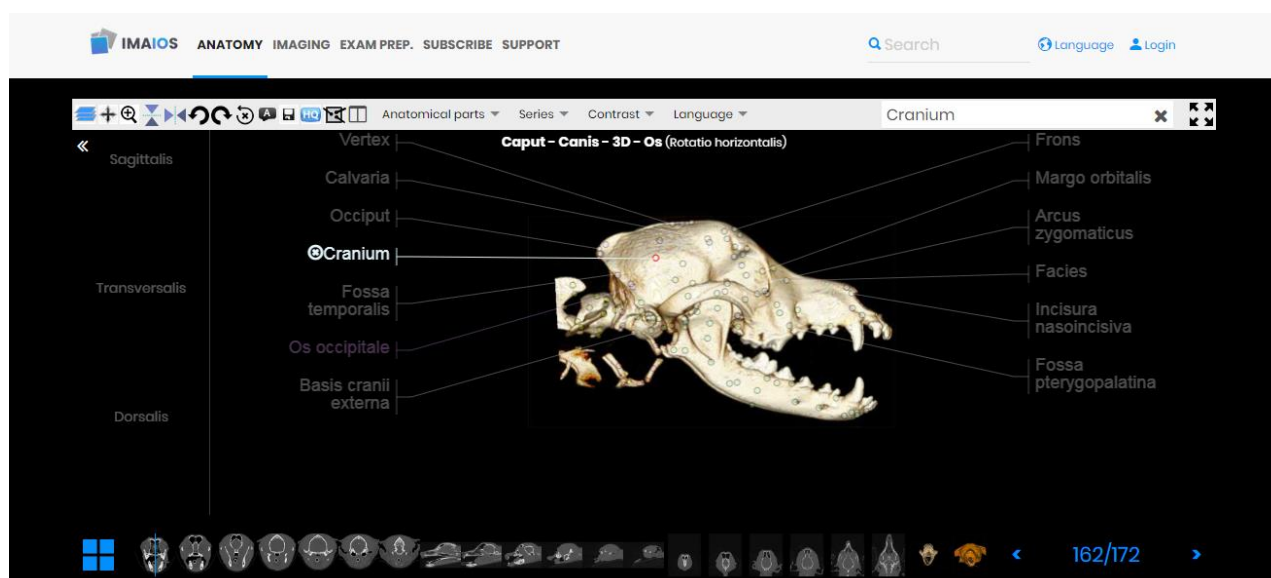 IMAIOS ANATOMY IMAGING EXAM PREP. SUBSCRIBE SUPPORT Search Language Login
A HQ Anatomical parts Series Contrast Language Cranium
Caput - Canis - 3D - Os (Rotatio horizontalis)
Sagittalis
Transversalis
Dorsalis
Vertex
Calvaria
Occiput
Cranium
Fossa
temporalis
Os occipitale
Basis cranii
externa
Frons
Margo orbitalis
Arcus
zygomaticus
Facies
Incisura
nasoincisiva
Fossa
pterygopalatina
162/172